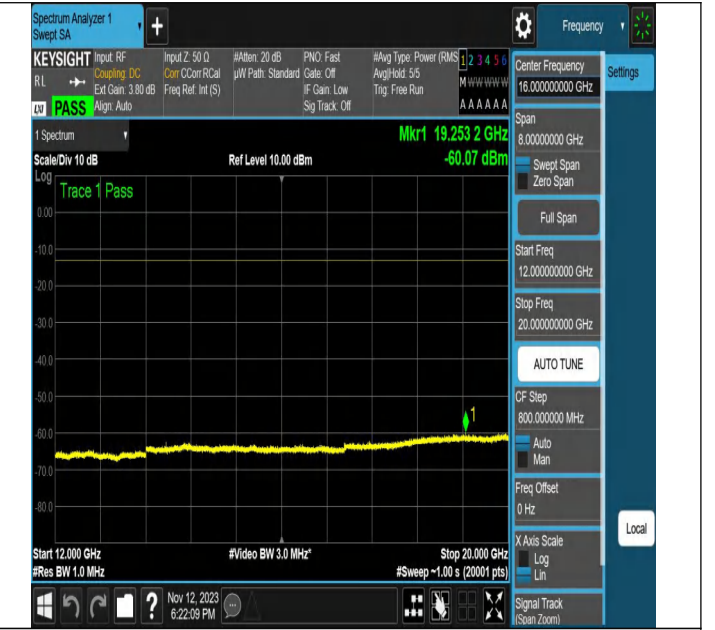 Spectrum Analyzer 1
Swept SA
+
Frequency
KEYSIGHT
RL
LXI
PASS
Input: RF
Coupling: DC
Ext Gain: 3.80 dB
Align: Auto
Input Z: 50 Ω
Corr CCorr RCal
Freq Ref: Int (S)
#Atten: 20 dB
µW Path: Standard
PNO: Fast
Gate: Off
IF Gain: Low
Sig Track: Off
#Avg Type: Power (RMS
Avg|Hold: 5/5
Trig: Free Run
1 2 3 4 5 6
M W W W W W
A A A A A A
1 Spectrum
Scale/Div 10 dB
Ref Level 10.00 dBm
Mkr1 19.253 2 GHz
-60.07 dBm
Log
Trace 1 Pass
0.00
-10.0
-20.0
-30.0
-40.0
-50.0
-60.0
-70.0
-80.0
1
Start 12.000 GHz
#Video BW 3.0 MHz*
Stop 20.000 GHz
#Res BW 1.0 MHz
#Sweep ~1.00 s (20001 pts)
?
Nov 12, 2023
6:22:09 PM
Center Frequency
16.000000000 GHz
Settings
Span
8.00000000 GHz
Swept Span
Zero Span
Full Span
Start Freq
12.000000000 GHz
Stop Freq
20.000000000 GHz
AUTO TUNE
CF Step
800.000000 MHz
Auto
Man
Freq Offset
0 Hz
X Axis Scale
Log
Lin
Local
Signal Track
(Span Zoom)